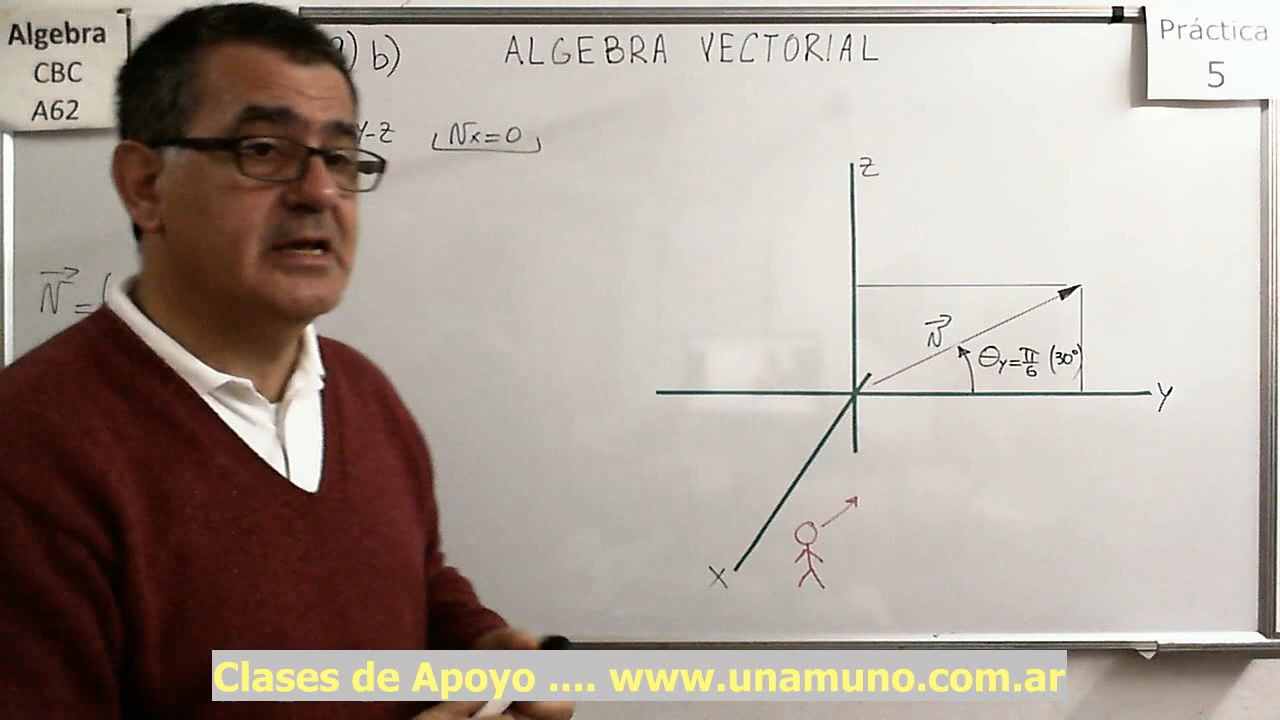 Algebra
CBC
A62
b) ALGEBRA VECTORIAL
Práctica
5
Y-Z Nx=0
Z
N⃗ =(
N⃗
θY=π/6 (30°)
Y
X
Clases de Apoyo .... www.unamuno.com.ar